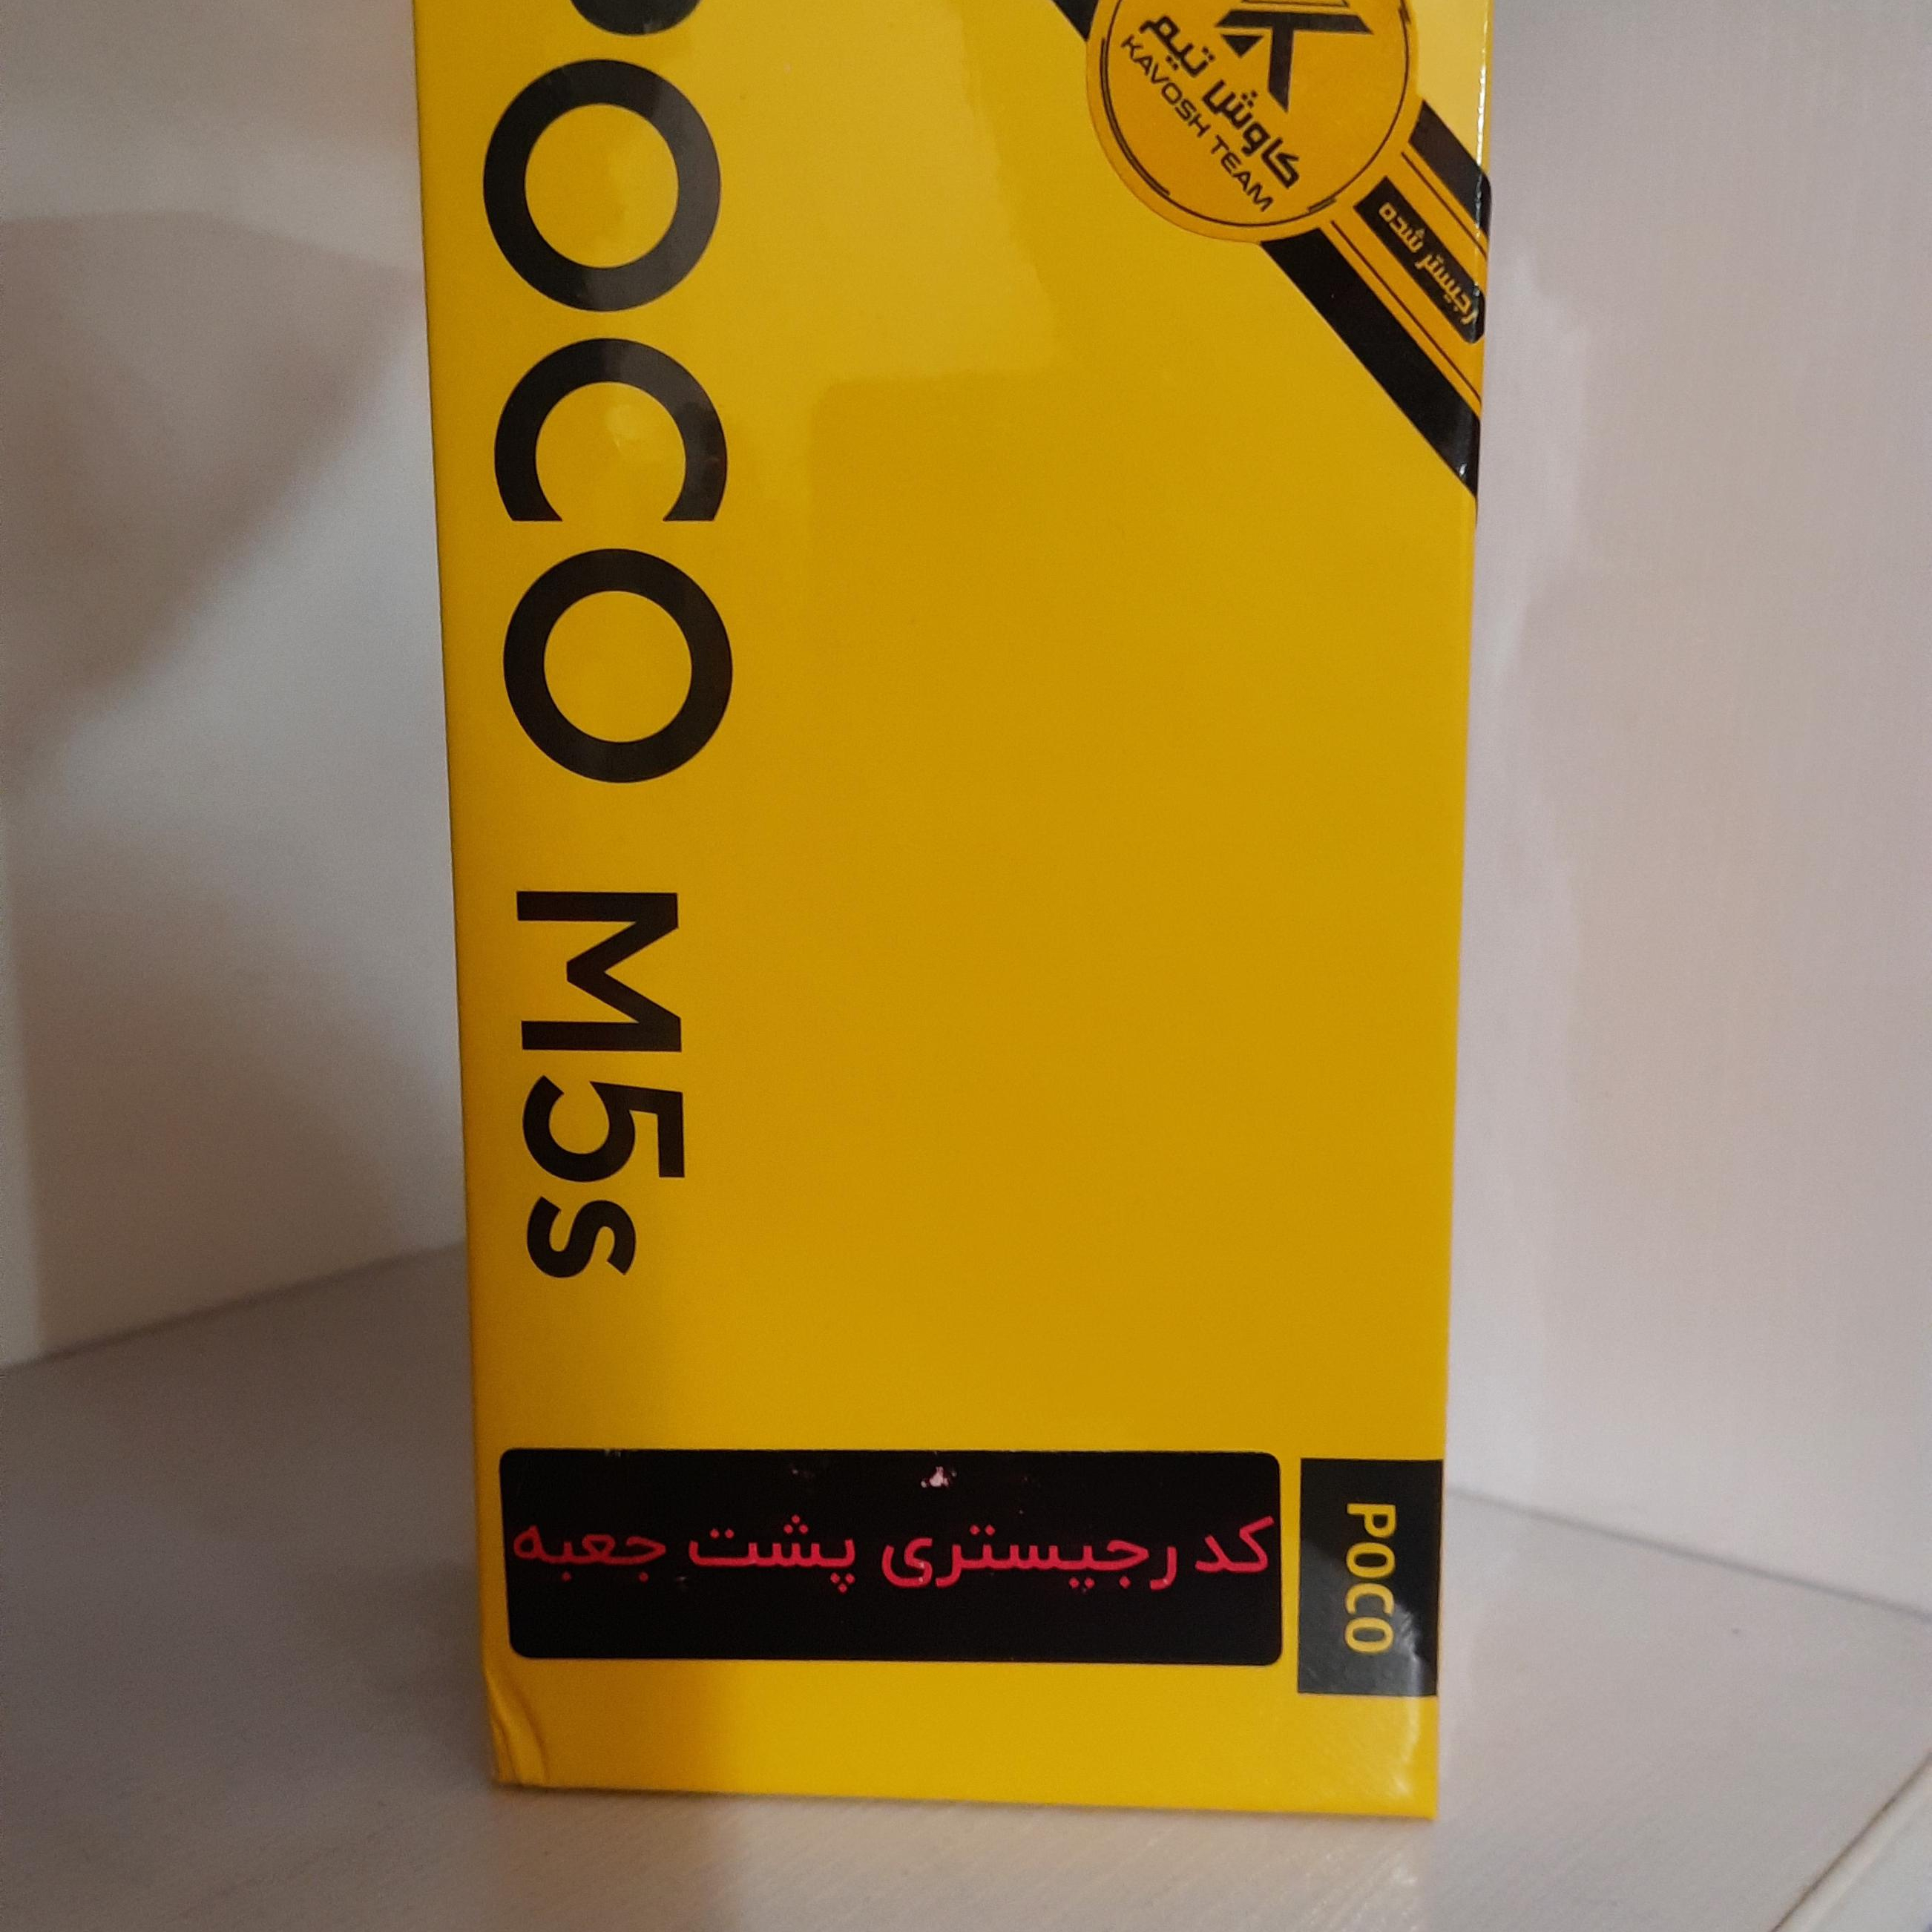 POCO M5s
کاوش تیم
KAVOSH TEAM
رجیستر شده
کد رجیستری پشت جعبه
POCO